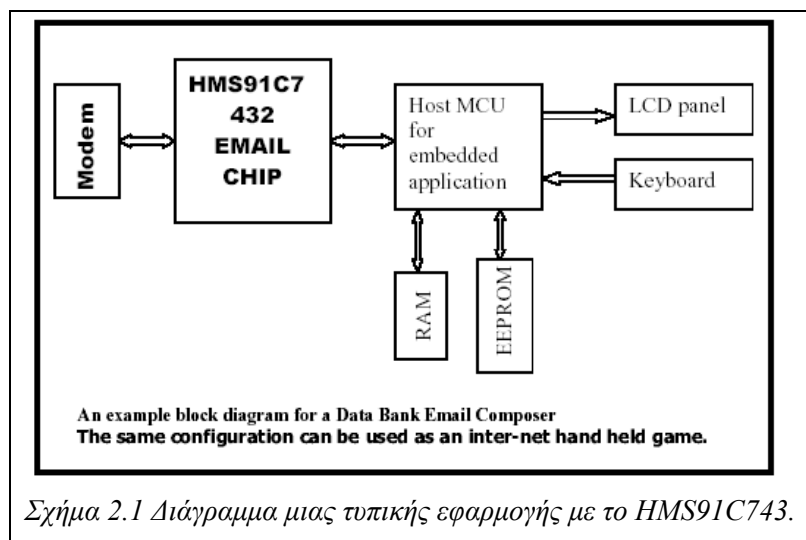 Modem
HMS91C7
432
EMAIL
CHIP
Host MCU
for
embedded
application
LCD panel
Keyboard
RAM
EEPROM
An example block diagram for a Data Bank Email Composer
The same configuration can be used as an inter-net hand held game.
Σχήμα 2.1 Διάγραμμα μιας τυπικής εφαρμογής με το HMS91C743.